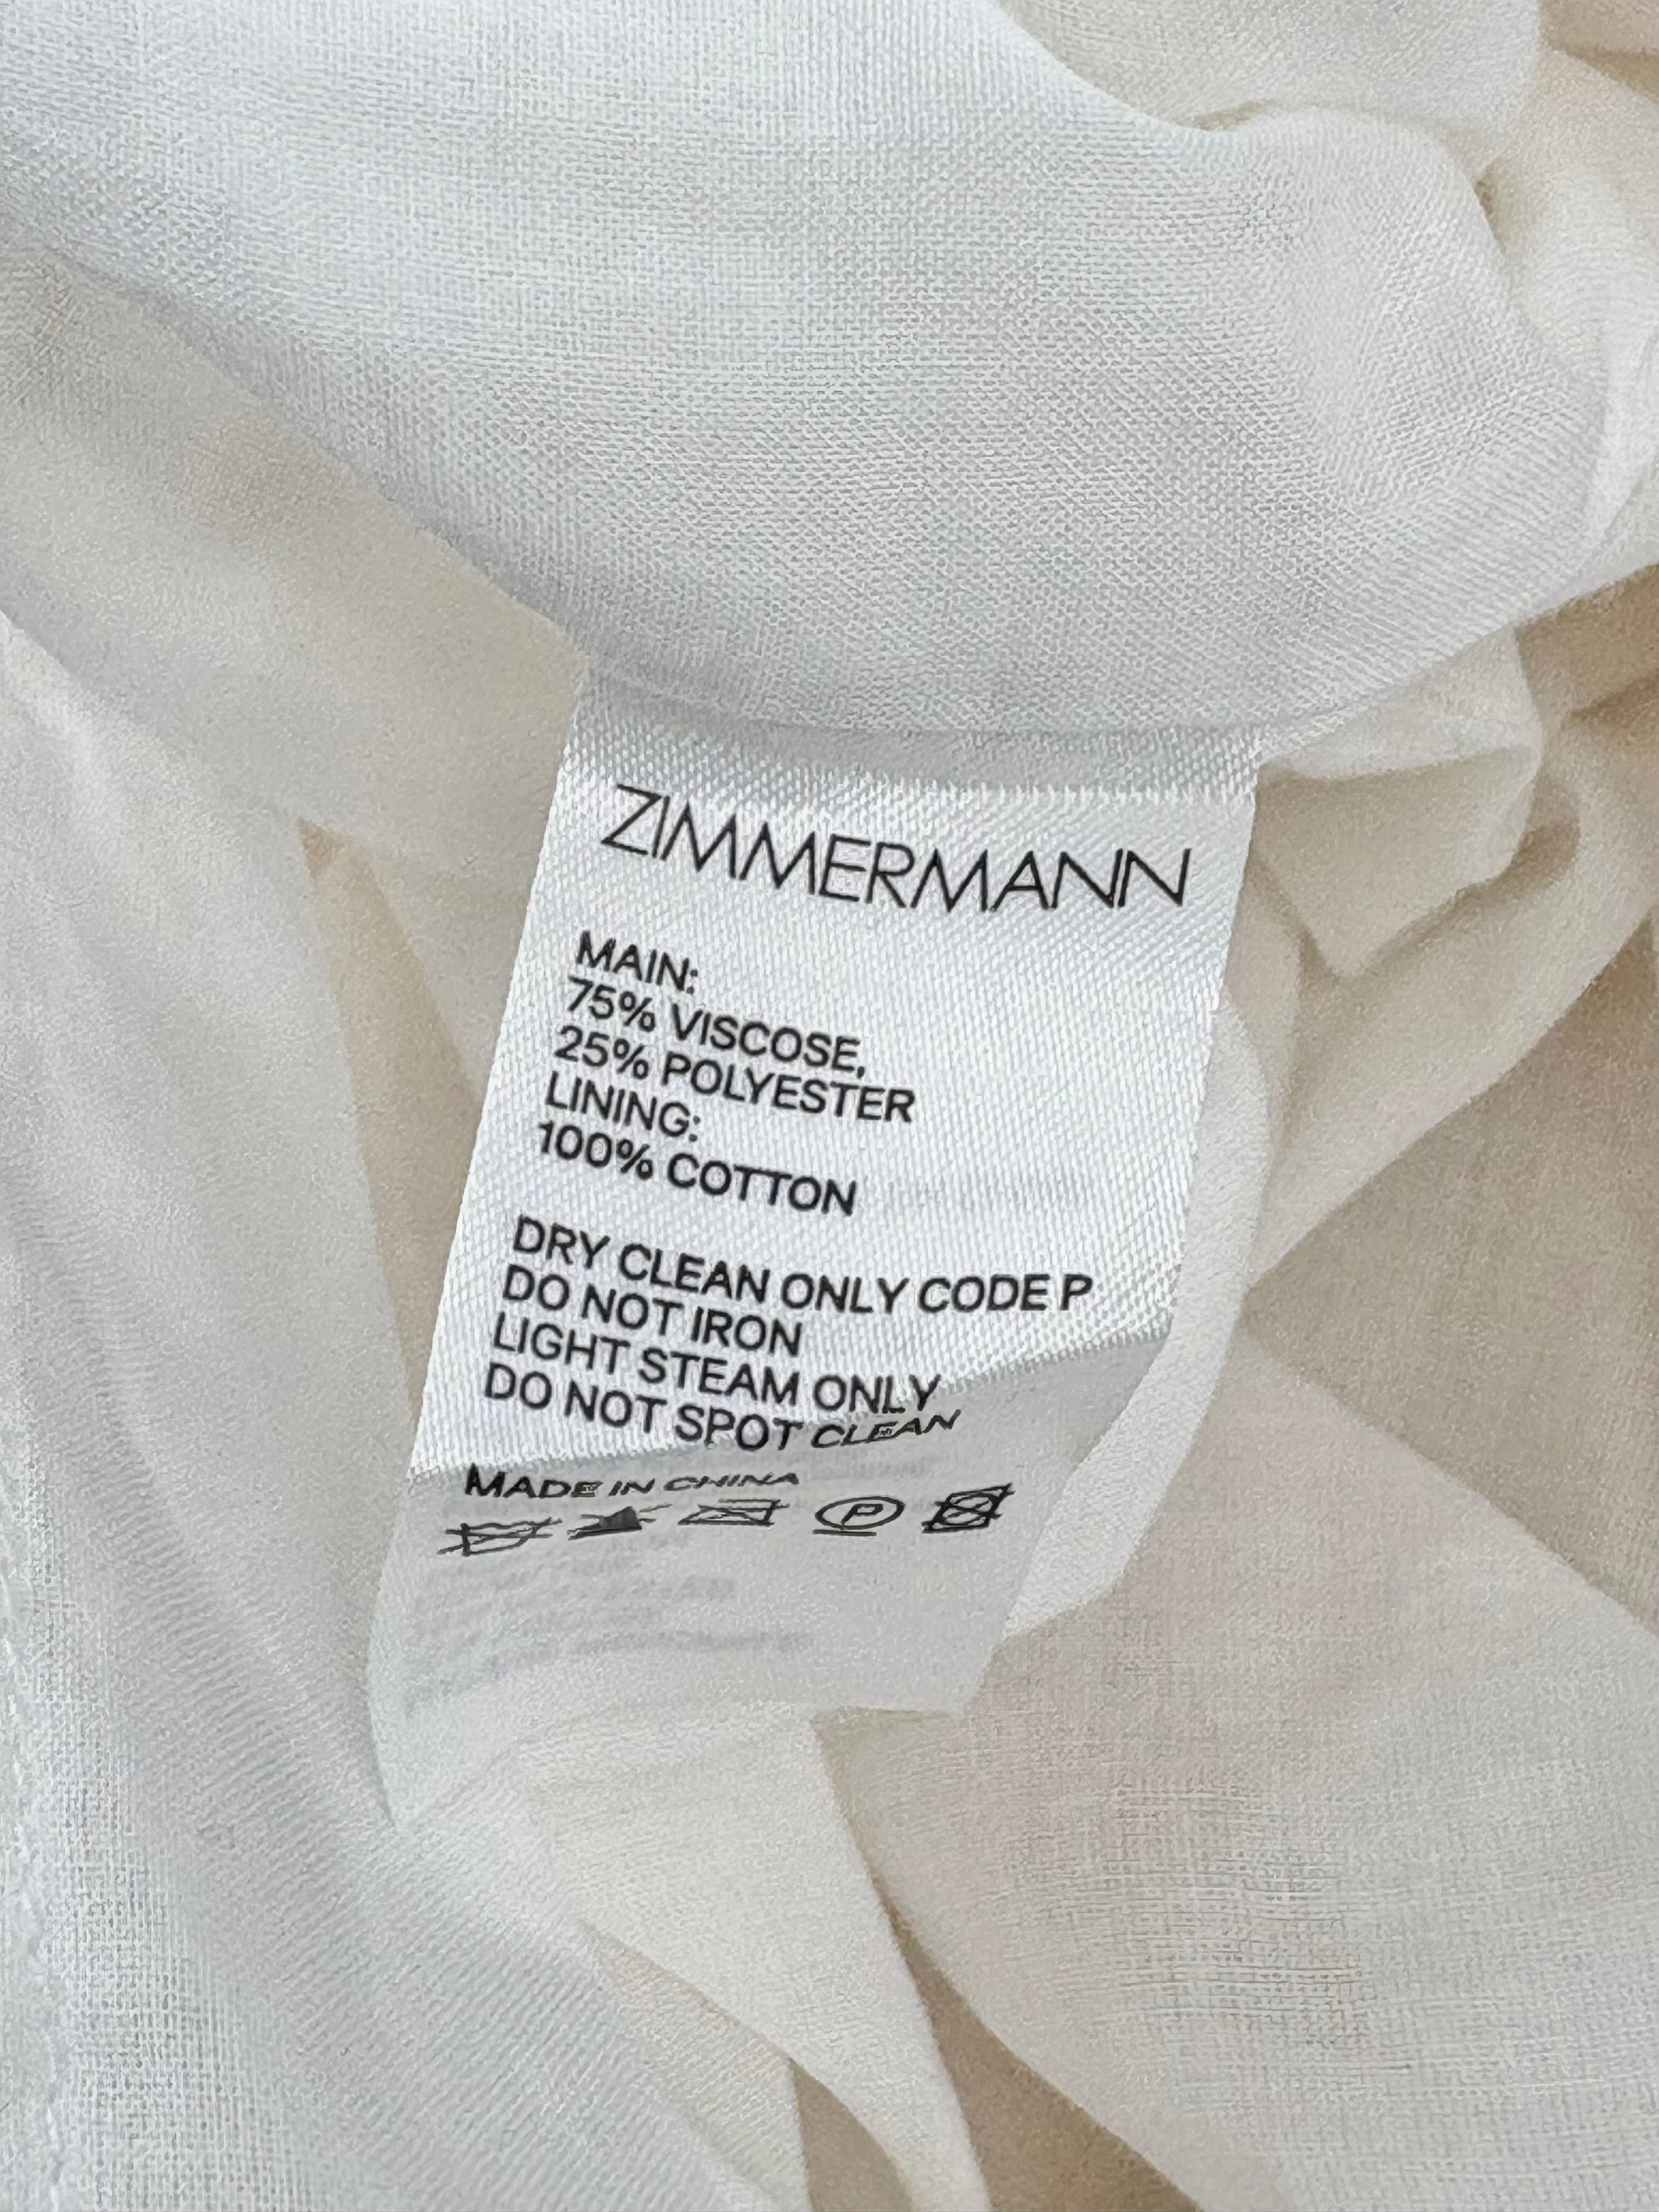 ZIMMERMANN
MAIN:
75% VISCOSE,
25% POLYESTER
LINING:
100% COTTON
DRY CLEAN ONLY CODE P
DO NOT IRON
LIGHT STEAM ONLY
DO NOT SPOT CLEAN
MADE IN CHINA
P